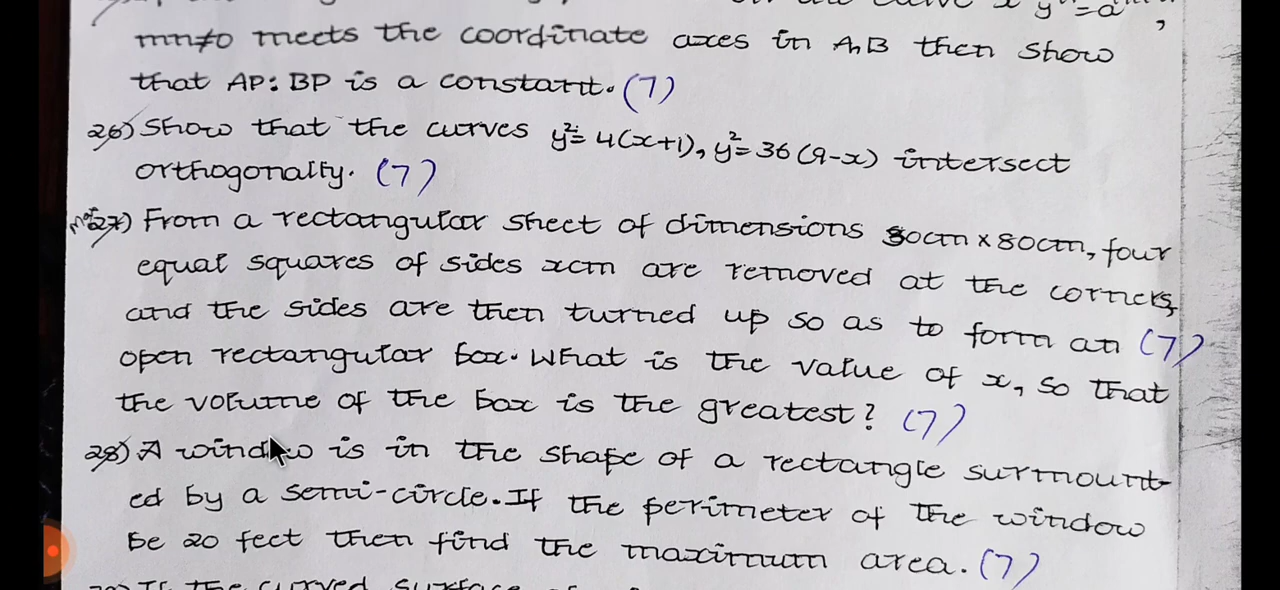 y = a ,
mn≠0 meets the coordinate axes in A,B then show
that AP:BP is a constant. (7)
26) Show that the curves y²= 4(x+1), y²=36(9-x) intersect
orthogonally. (7)
27) From a rectangular sheet of dimensions 30cm x 80cm, four
equal squares of sides xcm are removed at the corners,
and the sides are then turned up so as to form an (7)
open rectangular box. What is the value of x, so that
the volume of the box is the greatest? (7)
28) A window is in the shape of a rectangle surmount-
ed by a semi-circle. If the perimeter of the window
be 20 feet then find the maximum area. (7)
If the curved surface of